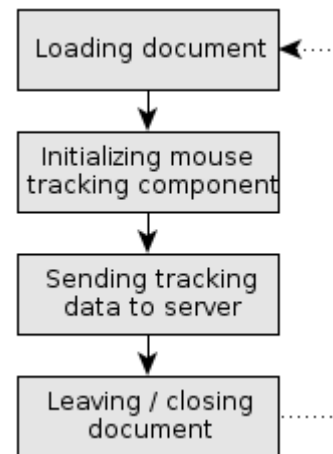 Loading document
Initializing mouse
tracking component
Sending tracking
data to server
Leaving / closing
document